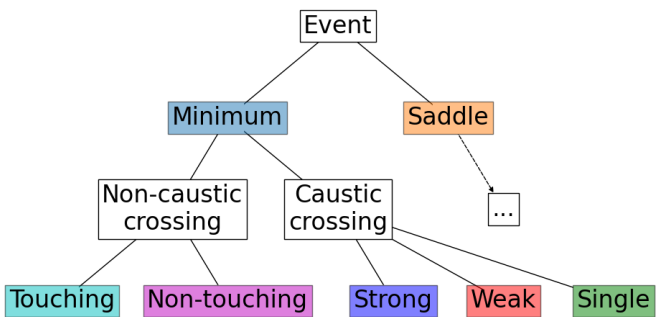 Event
Minimum
Saddle
Non-caustic
crossing
Caustic
crossing
...
Touching
Non-touching
Strong
Weak
Single